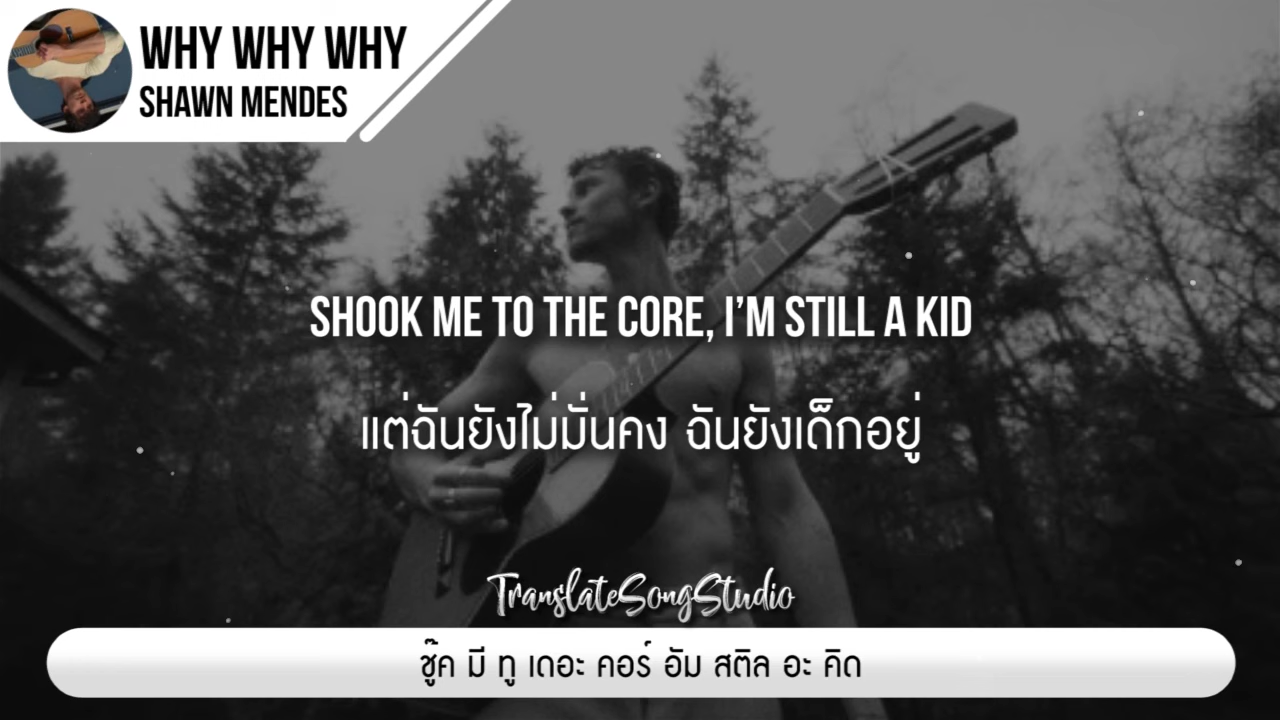 WHY WHY WHY
SHAWN MENDES
SHOOK ME TO THE CORE, I'M STILL A KID
แต่ฉันยังไม่มั่นคง ฉันยังเด็กอยู่
TranslateSongStudio
ชู๊ค มี ทู เดอะ คอร์ อัม สติล อะ คิด